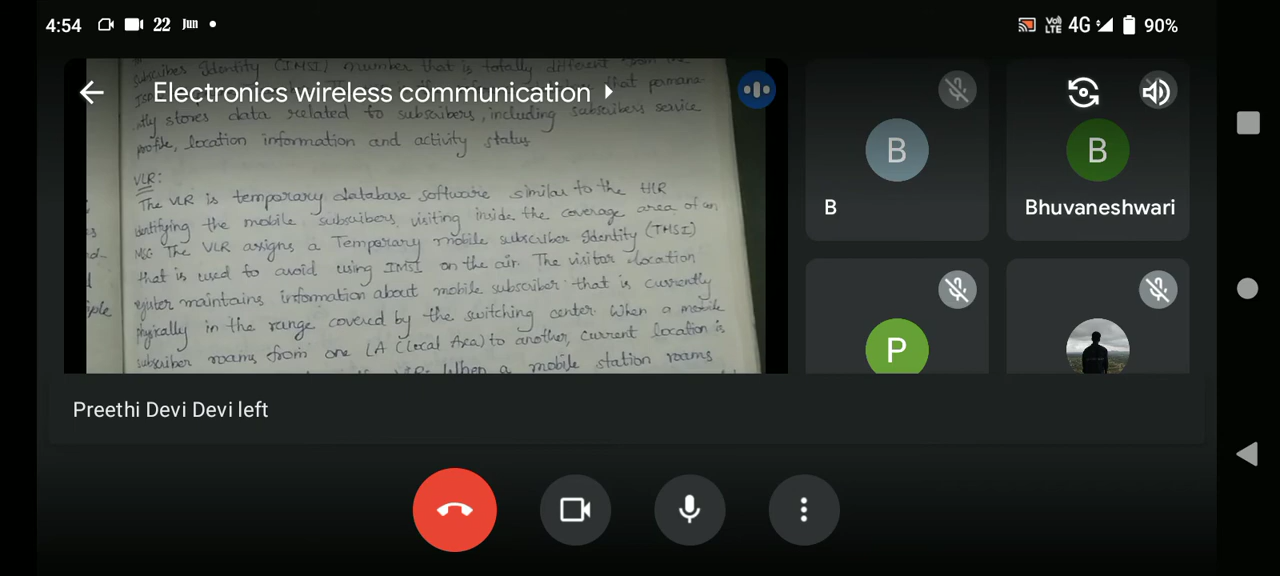 4:54 22 Jun VoI LTE 4G 90%
Subscribes Identity (IMSI) number that is totally different from the
Electronics wireless communication
that pomana-
ntly stores data related to subscribers, including subscribers service
profile, location information and activity status
VLR:
The VLR is temporary database software similar to the HLR
identifying the mobile subscribers visiting inside the coverage area of an
MSC. The VLR assigns a Temporary mobile subscriber Identity (TMSI)
that is used to avoid using IMSI on the air. The visitor location
register maintains information about mobile subscriber that is currently
physically in the range covered by the switching center. When a mobile
subscriber roams from one LA (Local Area) to another, current location is
When a mobile station roams
B
B
B
Bhuvaneshwari
P
Preethi Devi Devi left